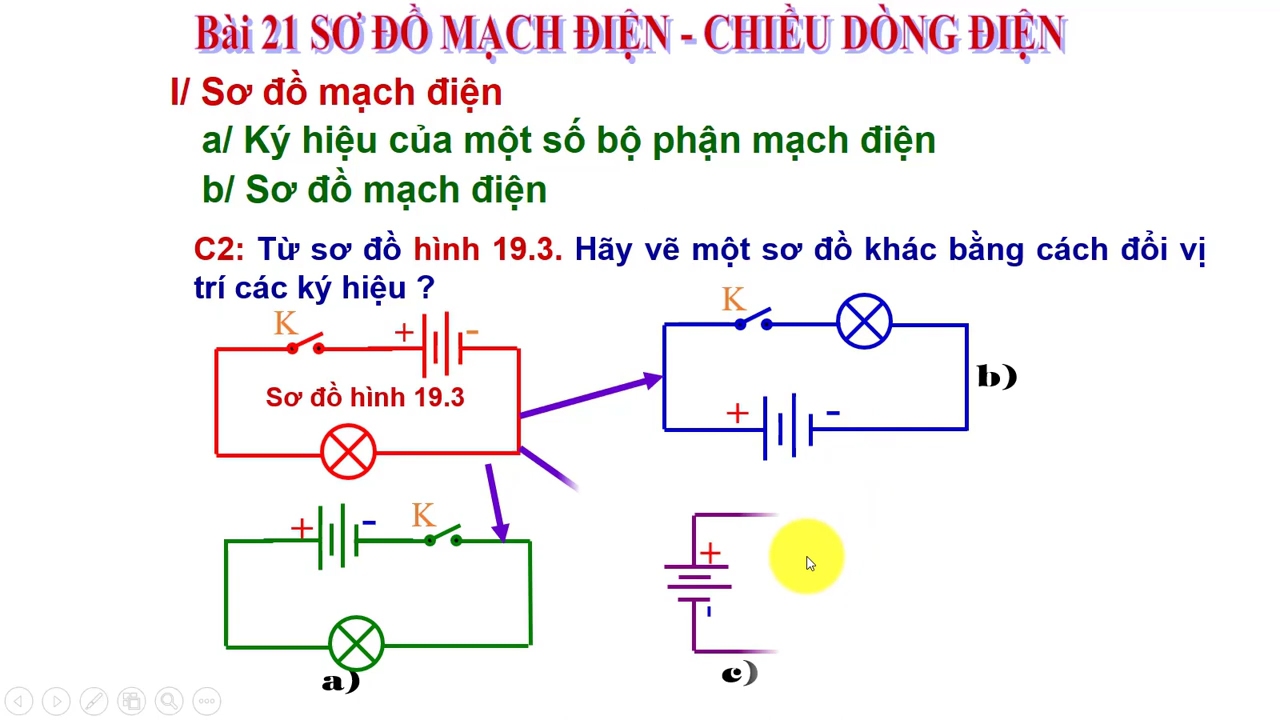 Bài 21 SƠ ĐỒ MẠCH ĐIỆN - CHIỀU DÒNG ĐIỆN
I/ Sơ đồ mạch điện
a/ Ký hiệu của một số bộ phận mạch điện
b/ Sơ đồ mạch điện
C2: Từ sơ đồ hình 19.3. Hãy vẽ một sơ đồ khác bằng cách đổi vị
trí các ký hiệu ?
K
+ -
Sơ đồ hình 19.3
K
+ -
b)
+ -
K
a)
+
-
c)